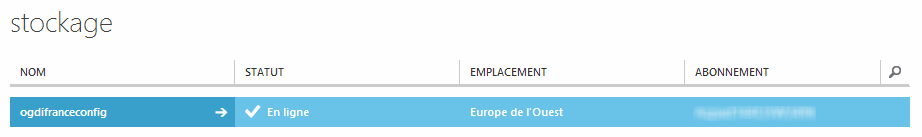 stockage
NOM STATUT EMPLACEMENT ABONNEMENT
ogdifranceconfig En ligne Europe de l'Ouest